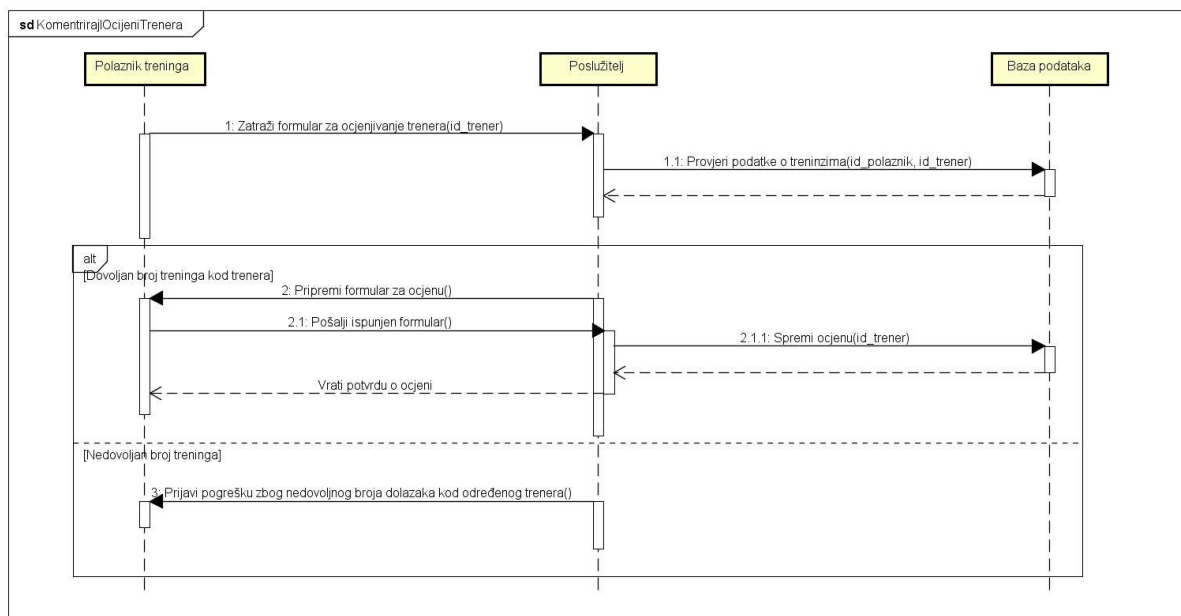 sd KomentirajIOcijeniTrenera
Polaznik treninga
Poslužitelj
Baza podataka
1: Zatraži formular za ocjenjivanje trenera(id_trener)
1.1: Provjeri podatke o treninzima(id_polaznik, id_trener)
alt
[Dovoljan broj treninga kod trenera]
2: Pripremi formular za ocjenu()
2.1: Pošalji ispunjen formular()
2.1.1: Spremi ocjenu(id_trener)
Vrati potvrdu o ocjeni
[Nedovoljan broj treninga]
3: Prijavi pogrešku zbog nedovoljnog broja dolazaka kod određenog trenera()